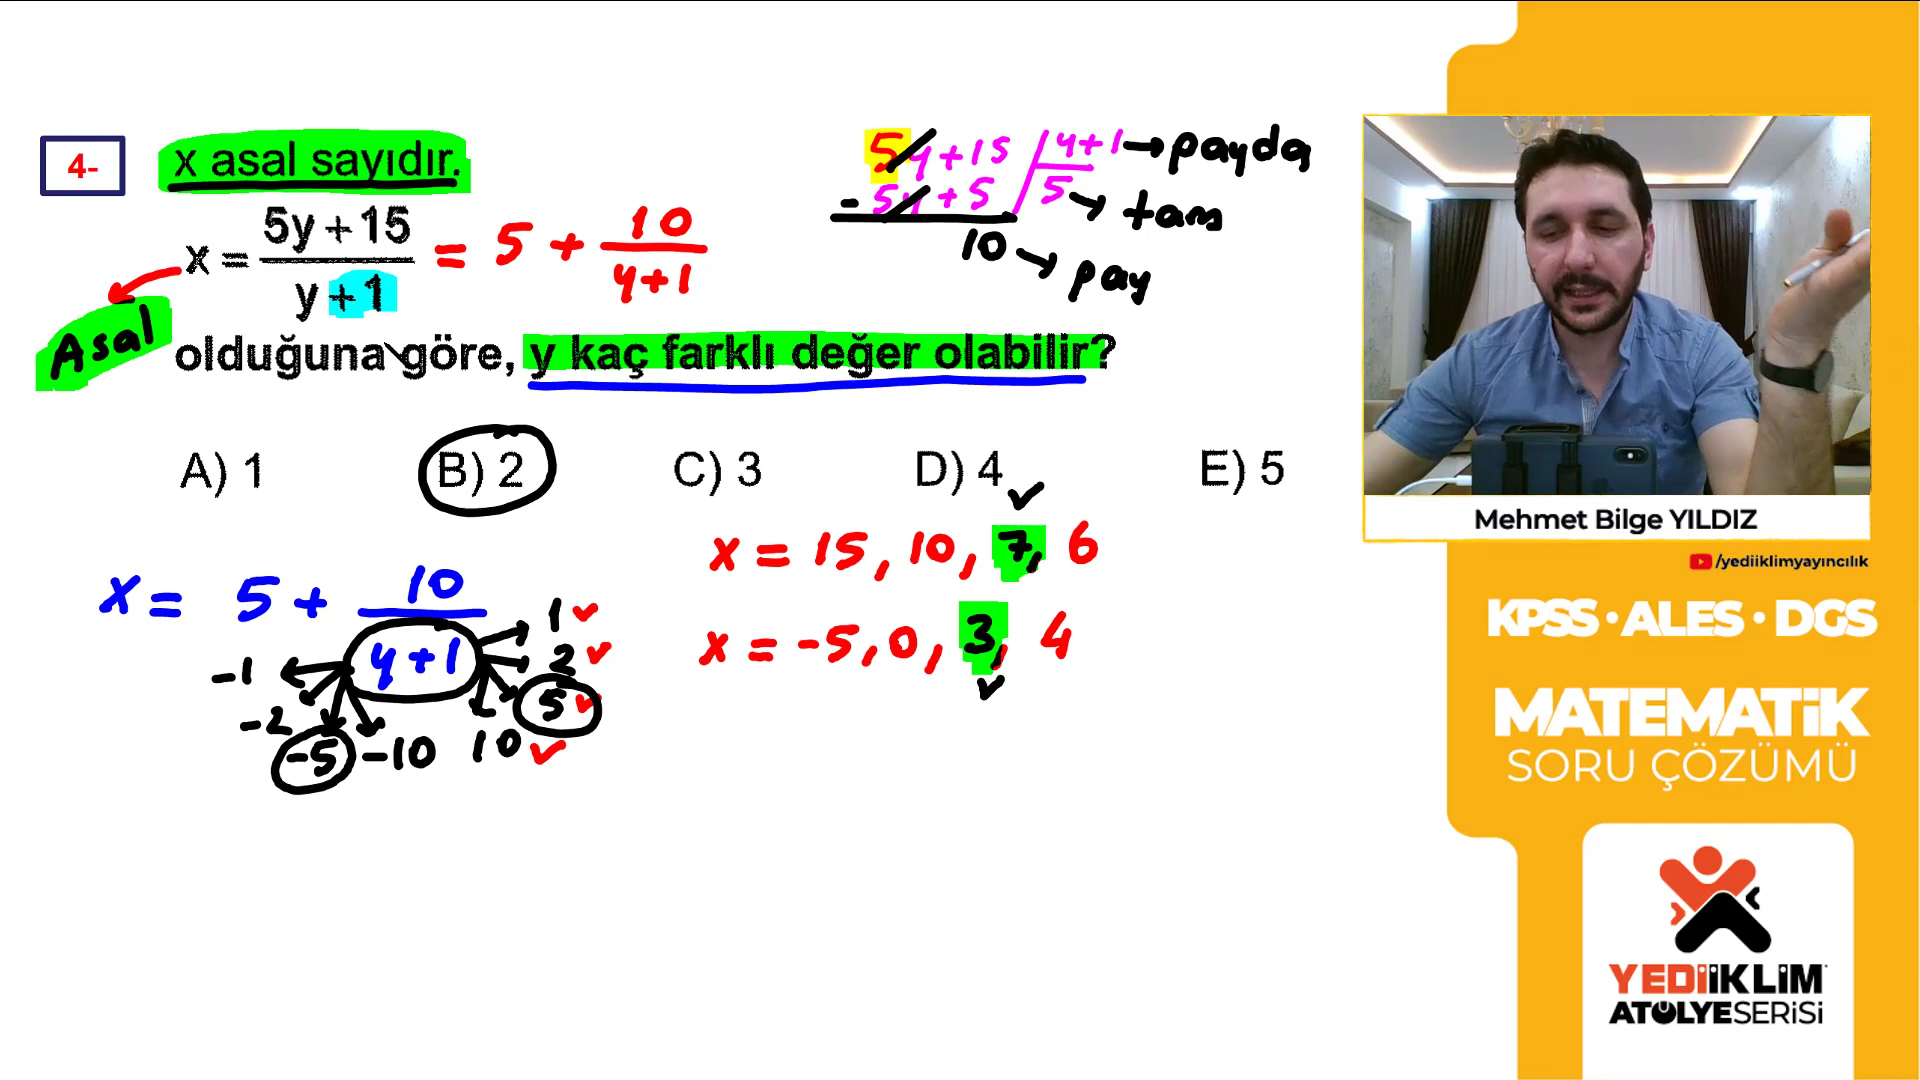 4-
x asal sayıdır.
x = 5y + 15 / y + 1 = 5 + 10 / y+1
Asal
olduğuna göre, y kaç farklı değer olabilir?
5y+15 | y+1 → payda
- 5y + 5 | 5 → tam
10 → pay
A) 1 B) 2 C) 3 D) 4 ✓ E) 5
x = 15, 10, 7, 6
x = -5, 0, 3, 4
✓
x = 5 + 10 / y+1
1 ✓
2 ✓
5 ✓
10 ✓
-1
-2
-5
-10
Mehmet Bilge YILDIZ
/yediiklimyayıncılık
KPSS • ALES • DGS
MATEMATİK
SORU ÇÖZÜMÜ
YEDİİKLİM
ATÖLYESERİSİ